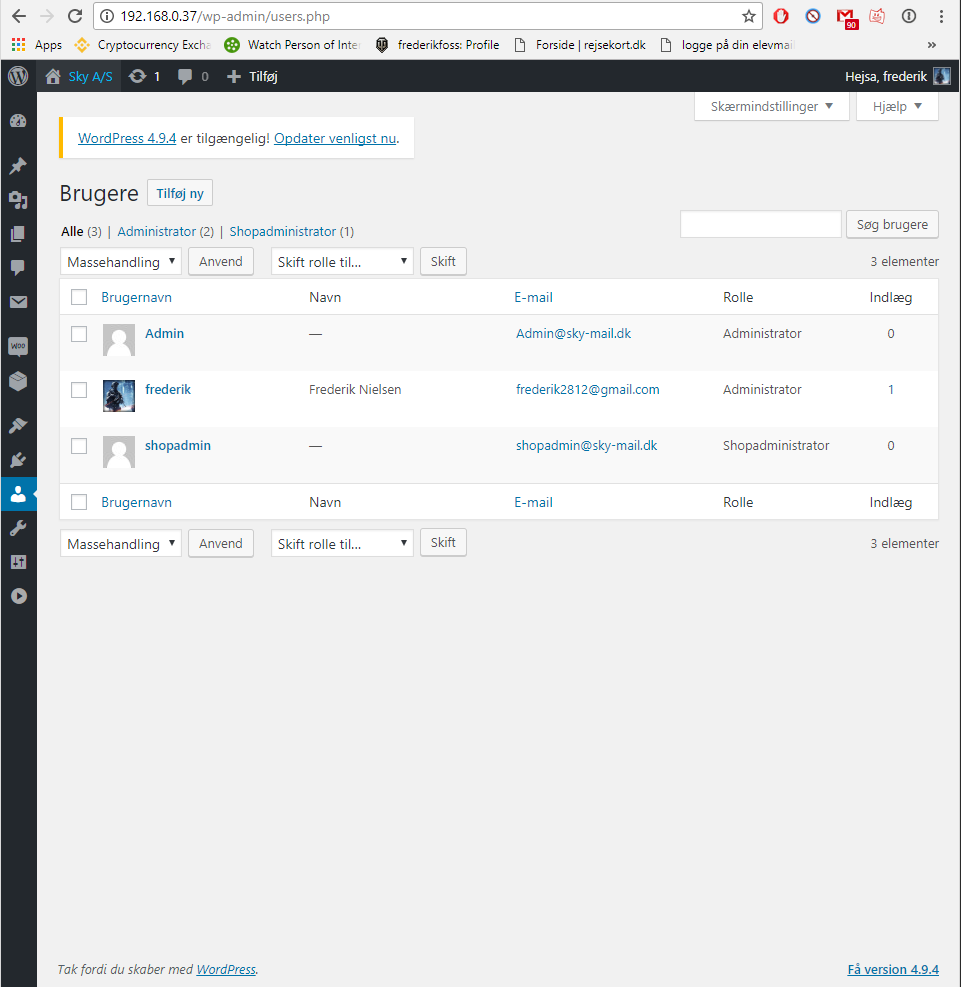 192.168.0.37/wp-admin/users.php
90
Apps Cryptocurrency Excha Watch Person of Inter frederikfoss: Profile Forside | rejsekort.dk logge på din elevmai »
Sky A/S 1 0 Tilføj Hejsa, frederik
Skærmindstillinger Hjælp
WordPress 4.9.4 er tilgængelig! Opdater venligst nu.
Brugere Tilføj ny
Alle (3) | Administrator (2) | Shopadministrator (1)
Søg brugere
Massehandling Anvend Skift rolle til... Skift 3 elementer
Brugernavn Navn E-mail Rolle Indlæg
Admin — Admin@sky-mail.dk Administrator 0
frederik Frederik Nielsen frederik2812@gmail.com Administrator 1
shopadmin — shopadmin@sky-mail.dk Shopadministrator 0
Brugernavn Navn E-mail Rolle Indlæg
Massehandling Anvend Skift rolle til... Skift 3 elementer
Woo
Tak fordi du skaber med WordPress. Få version 4.9.4